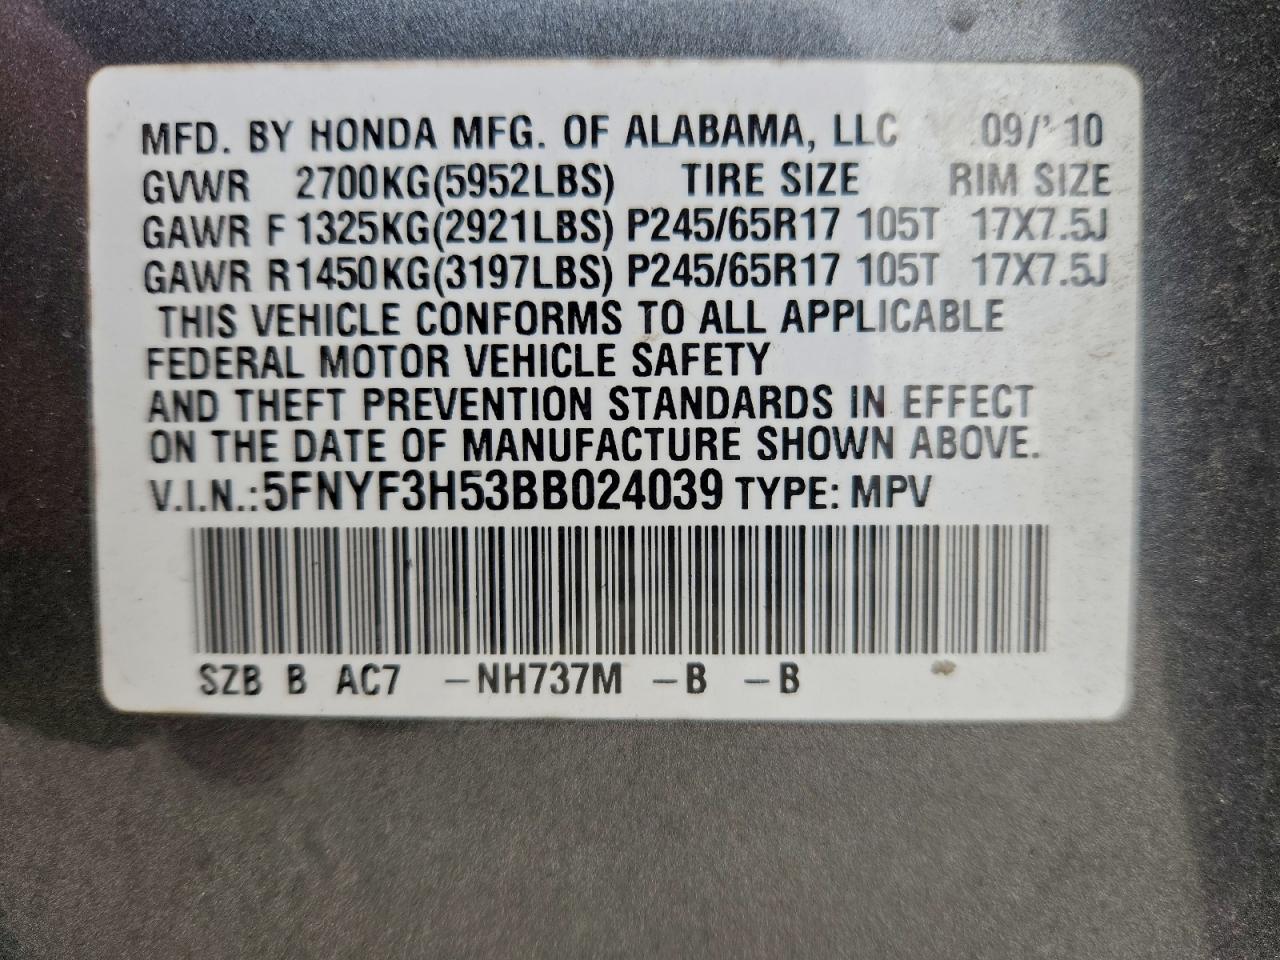 MFD. BY HONDA MFG. OF ALABAMA, LLC 09/'10
GVWR 2700KG(5952LBS) TIRE SIZE RIM SIZE
GAWR F 1325KG(2921LBS) P245/65R17 105T 17X7.5J
GAWR R1450KG(3197LBS) P245/65R17 105T 17X7.5J
THIS VEHICLE CONFORMS TO ALL APPLICABLE
FEDERAL MOTOR VEHICLE SAFETY
AND THEFT PREVENTION STANDARDS IN EFFECT
ON THE DATE OF MANUFACTURE SHOWN ABOVE.
V.I.N.:5FNYF3H53BB024039 TYPE: MPV
SZB B AC7 –NH737M –B –B